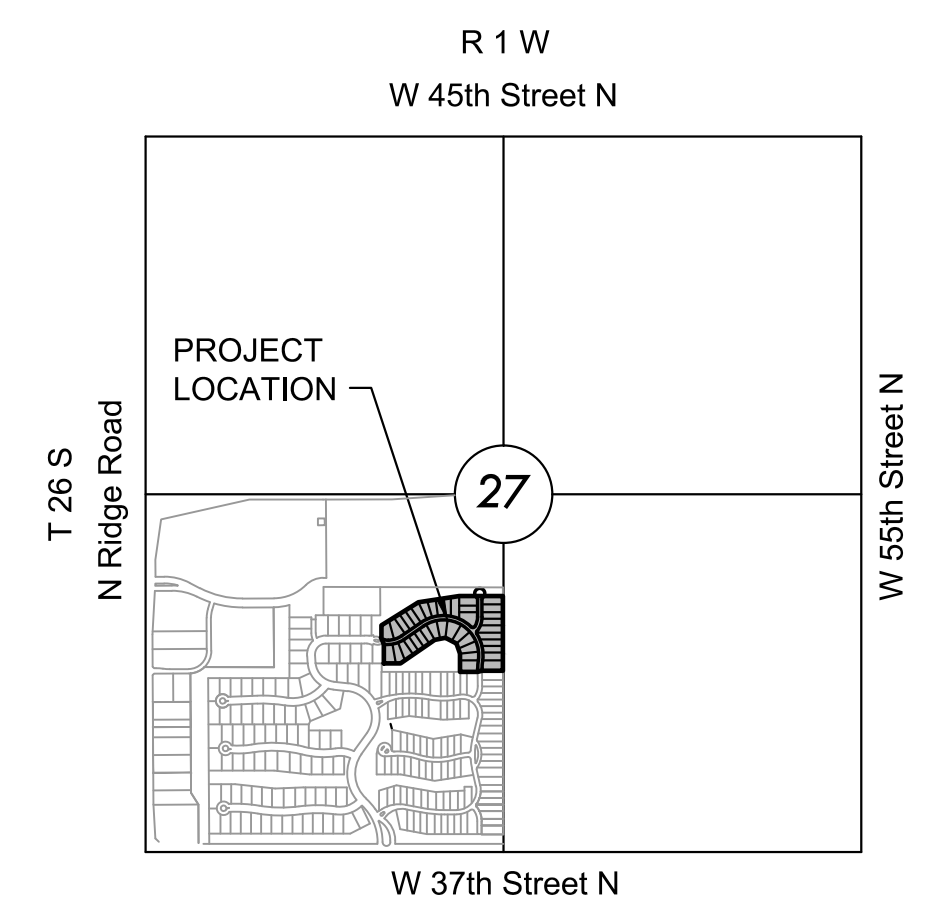 R 1 W
W 45th Street N
PROJECT
LOCATION
T 26 S
N Ridge Road
27
W 55th Street N
W 37th Street N